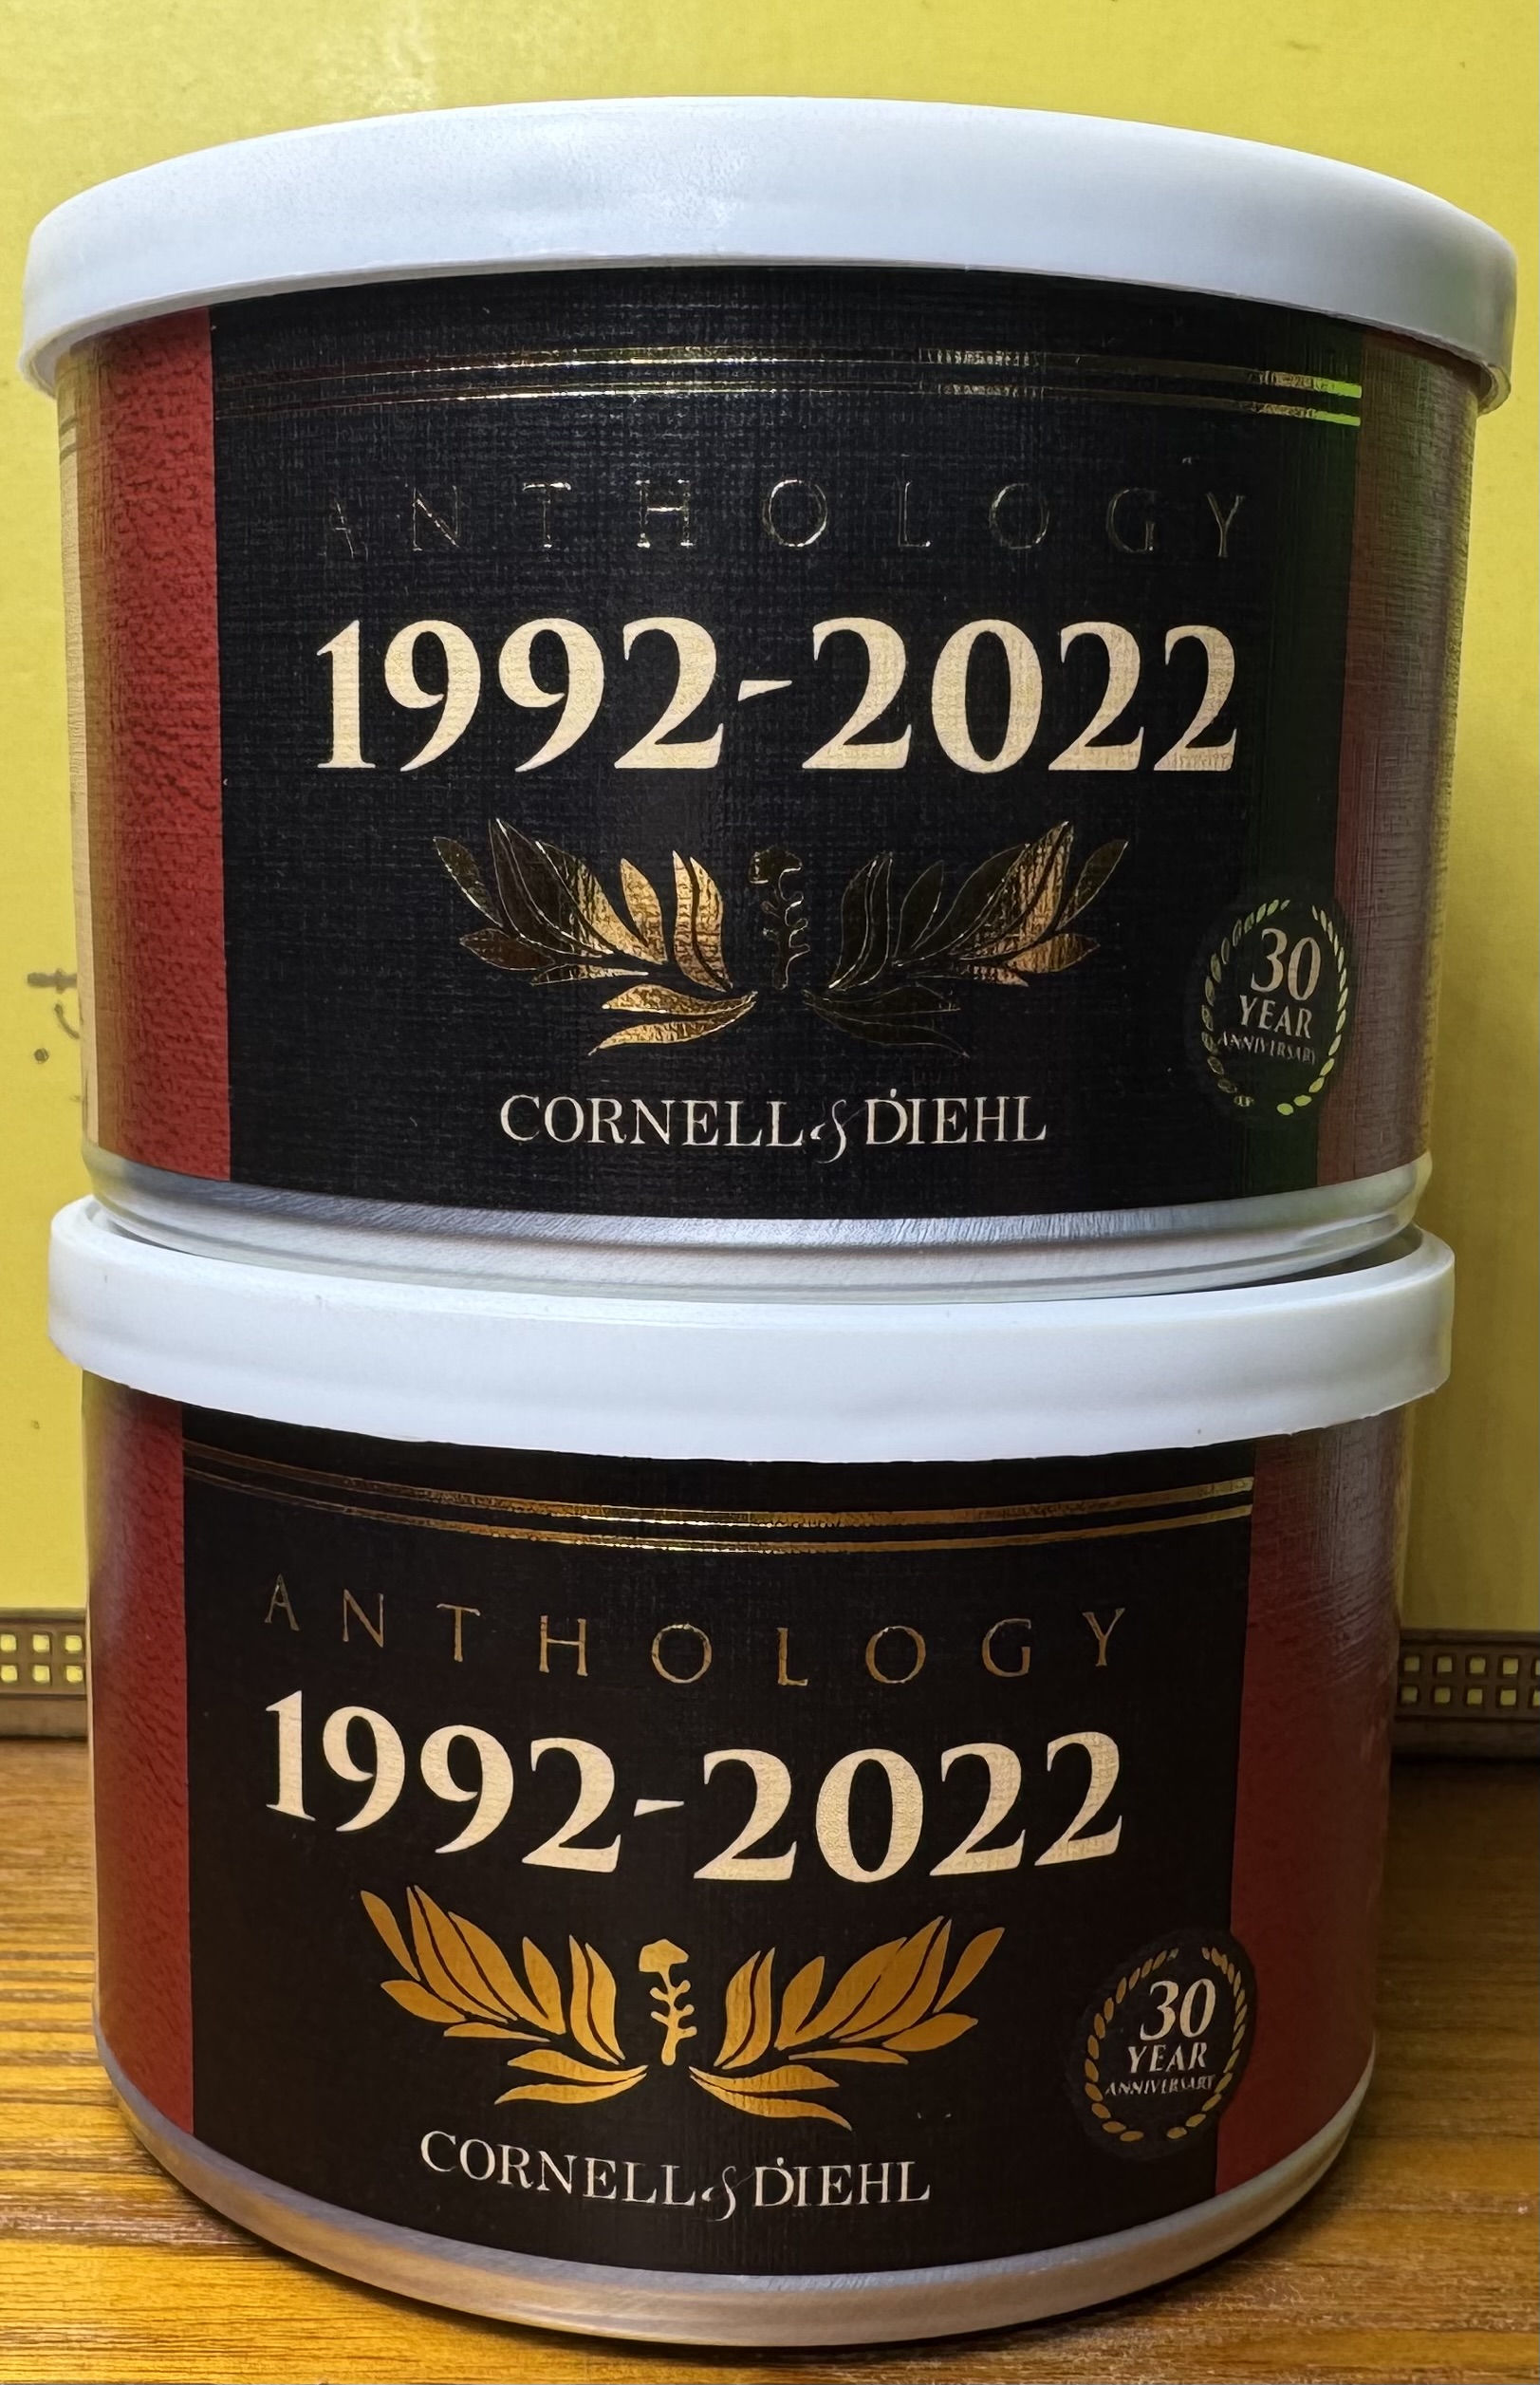 ANTHOLOGY
1992-2022
CORNELL & DIEHL
30
YEAR
ANNIVERSARY
ANTHOLOGY
1992-2022
CORNELL & DIEHL
30
YEAR
ANNIVERSARY